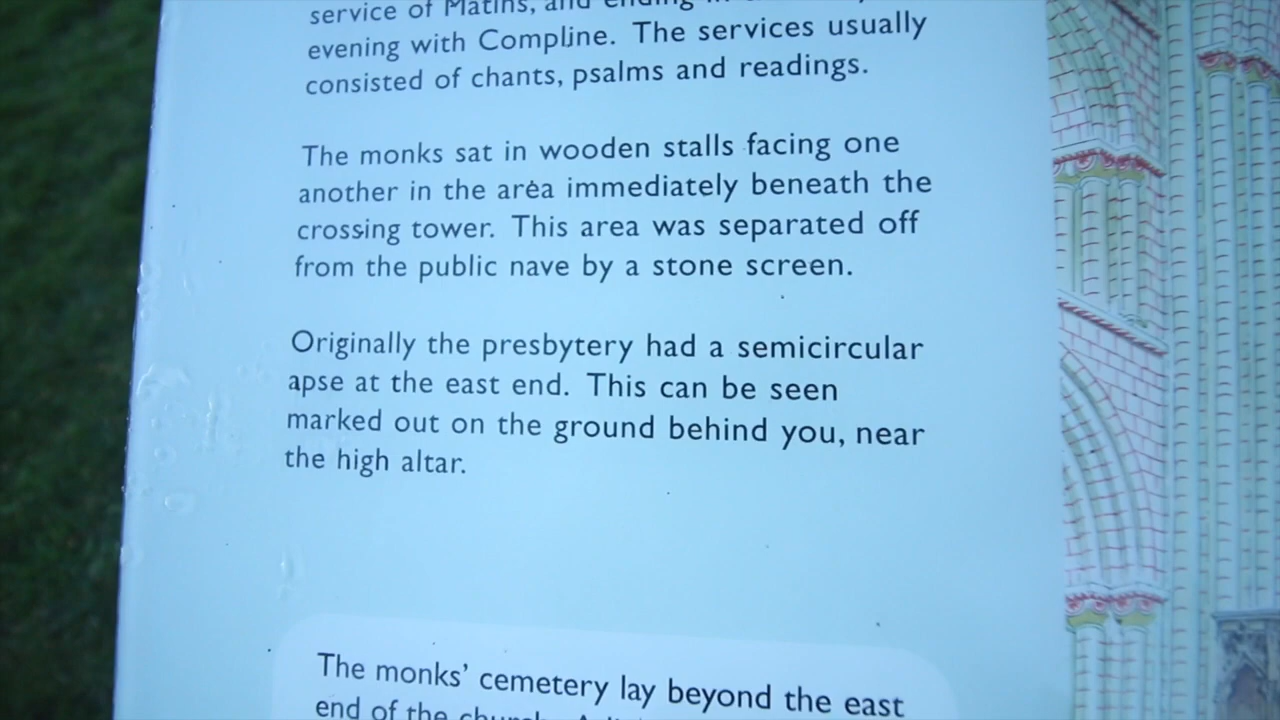 service of Matins, and ending in
evening with Compline. The services usually
consisted of chants, psalms and readings.
The monks sat in wooden stalls facing one
another in the area immediately beneath the
crossing tower. This area was separated off
from the public nave by a stone screen.
Originally the presbytery had a semicircular
apse at the east end. This can be seen
marked out on the ground behind you, near
the high altar.
The monks’ cemetery lay beyond the east
end of the church.